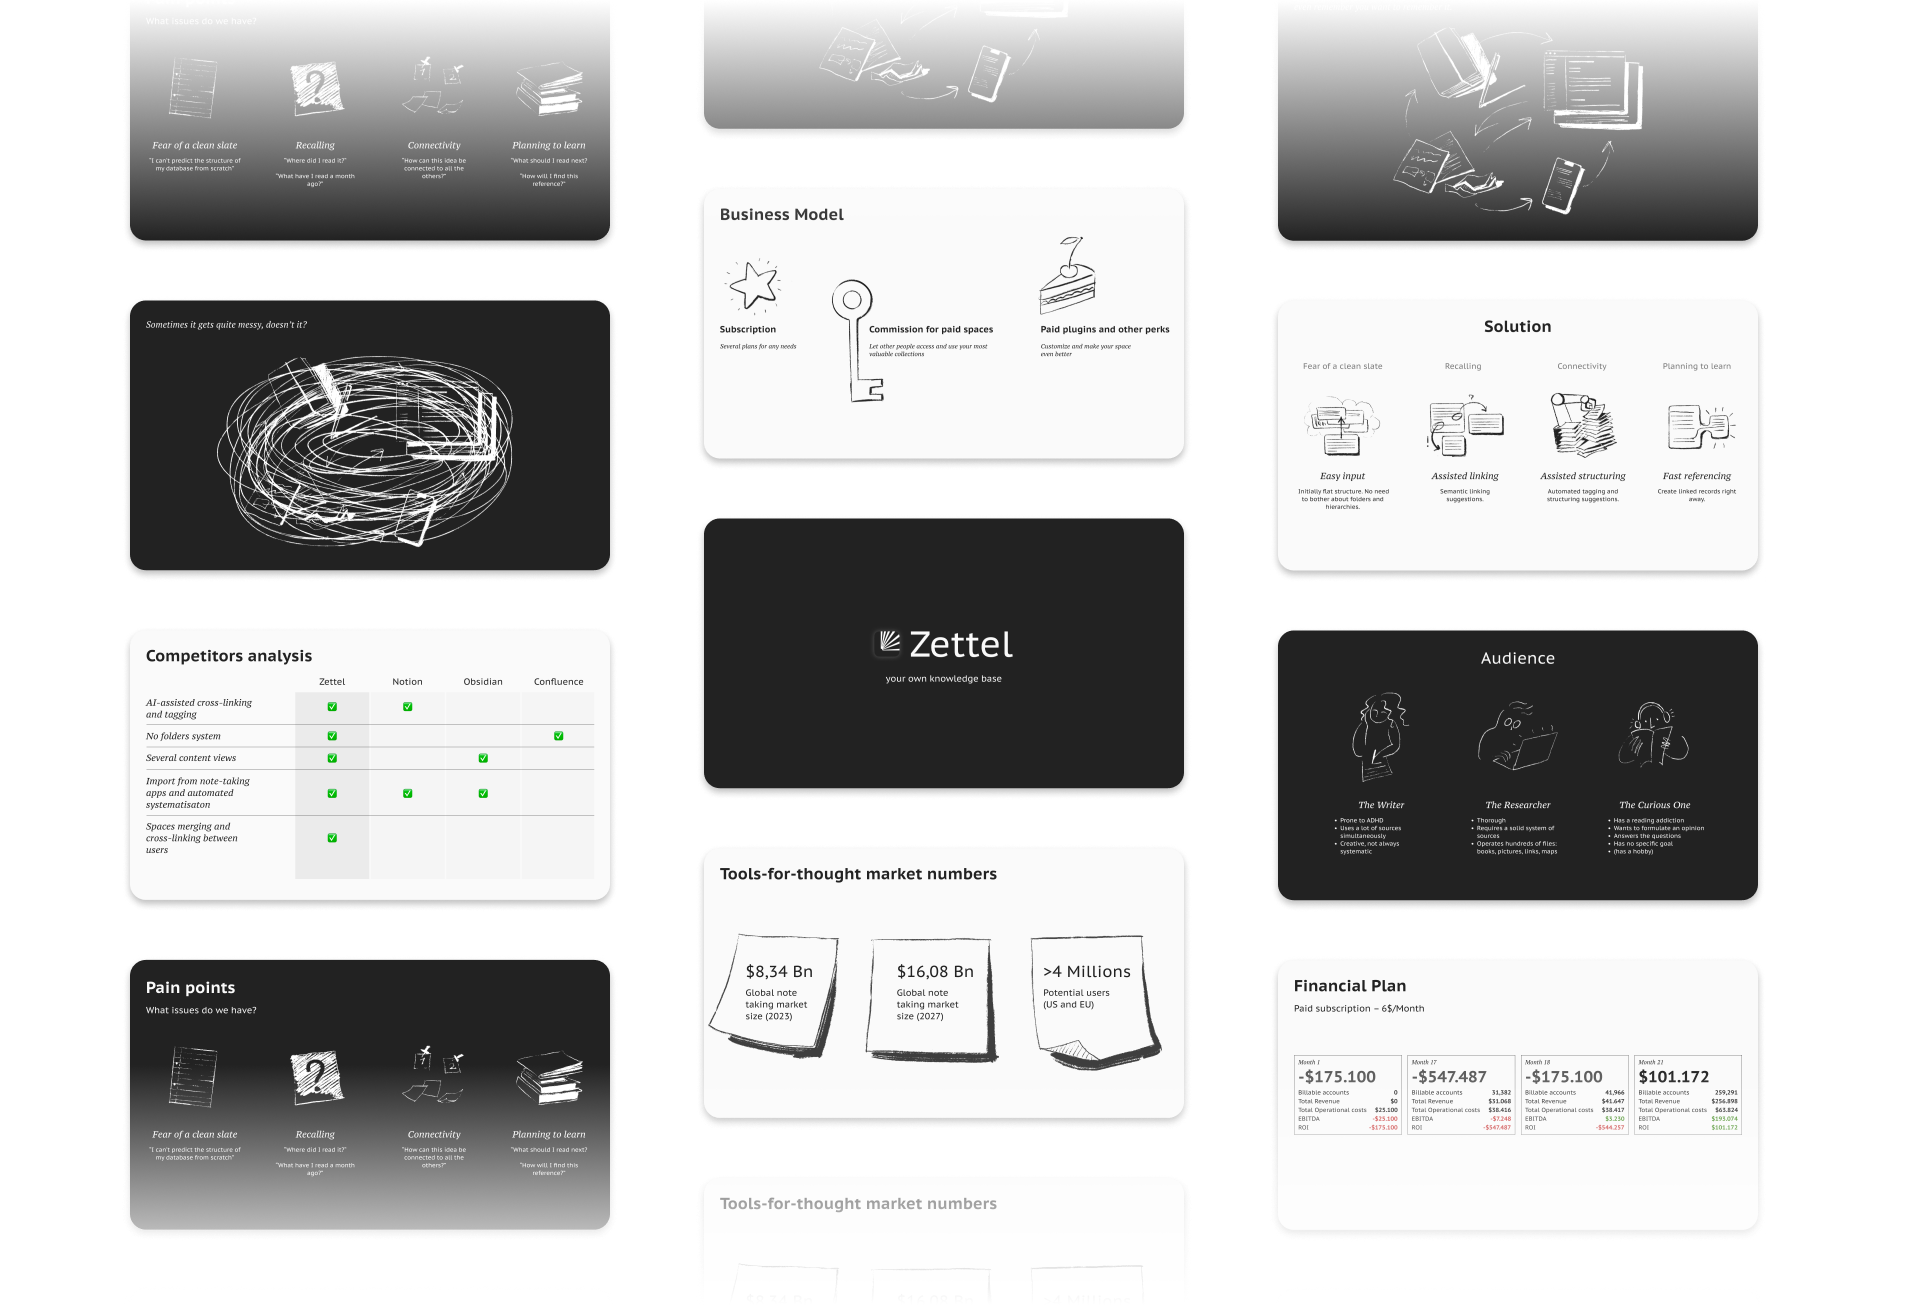 What issues do we have?
Fear of a clean slate
Recalling
Connectivity
Planning to learn
"I can't predict the structure of
my database from scratch"
"Where did I read it?"
"What have I read a month
ago?"
"How can this idea be
connected to all the
others?"
"What should I read next?
"How will I find this
reference?"
Sometimes it gets quite messy, doesn't it?
Competitors analysis
Zettel
Notion
Obsidian
Confluence
AI-assisted cross-linking
and tagging
No folders system
Several content views
Import from note-taking
apps and automated
systematisaton
Spaces merging and
cross-linking between
users
Pain points
What issues do we have?
Fear of a clean slate
Recalling
Connectivity
Planning to learn
"I can't predict the structure of
my database from scratch"
"Where did I read it?"
"What have I read a month
ago?"
"How can this idea be
connected to all the
others?"
"What should I read next?
"How will I find this
reference?"
Business Model
Subscription
Several plans for any needs
Commission for paid spaces
Let other people access and use your most
valuable collections
Paid plugins and other perks
Customize and make your space
even better
Zettel
your own knowledge base
Tools-for-thought market numbers
$8,34 Bn
Global note
taking market
size (2023)
$16,08 Bn
Global note
taking market
size (2027)
>4 Millions
Potential users
(US and EU)
Tools-for-thought market numbers
$8,34 Bn
$16,08 Bn
>4 Millions
Solution
Fear of a clean slate
Recalling
Connectivity
Planning to learn
Easy input
Initially flat structure. No need
to bother about folders and
hierarchies.
Assisted linking
Semantic linking
suggestions.
Assisted structuring
Automated tagging and
structuring suggestions.
Fast referencing
Create linked records right
away.
Audience
The Writer
• Prone to ADHD
• Uses a lot of sources
simultaneously
• Creative, not always
systematic
The Researcher
• Thorough
• Requires a solid system of
sources
• Operates hundreds of files:
books, pictures, links, maps
The Curious One
• Has a reading addiction
• Wants to formulate an opinion
• Answers the questions
• Has no specific goal
• (has a hobby)
Financial Plan
Paid subscription – 6$/Month
Month 1
-$175.100
Billable accounts 0
Total Revenue $0
Total Operational costs $25.100
EBITDA -$25.100
ROI -$175.100
Month 17
-$547.487
Billable accounts 31,382
Total Revenue $31.068
Total Operational costs $38.416
EBITDA -$7.248
ROI -$547.487
Month 18
-$175.100
Billable accounts 41,966
Total Revenue $41.647
Total Operational costs $38.417
EBITDA $3.230
ROI -$544.257
Month 21
$101.172
Billable accounts 259,291
Total Revenue $256.898
Total Operational costs $63.824
EBITDA $193.074
ROI $101.172